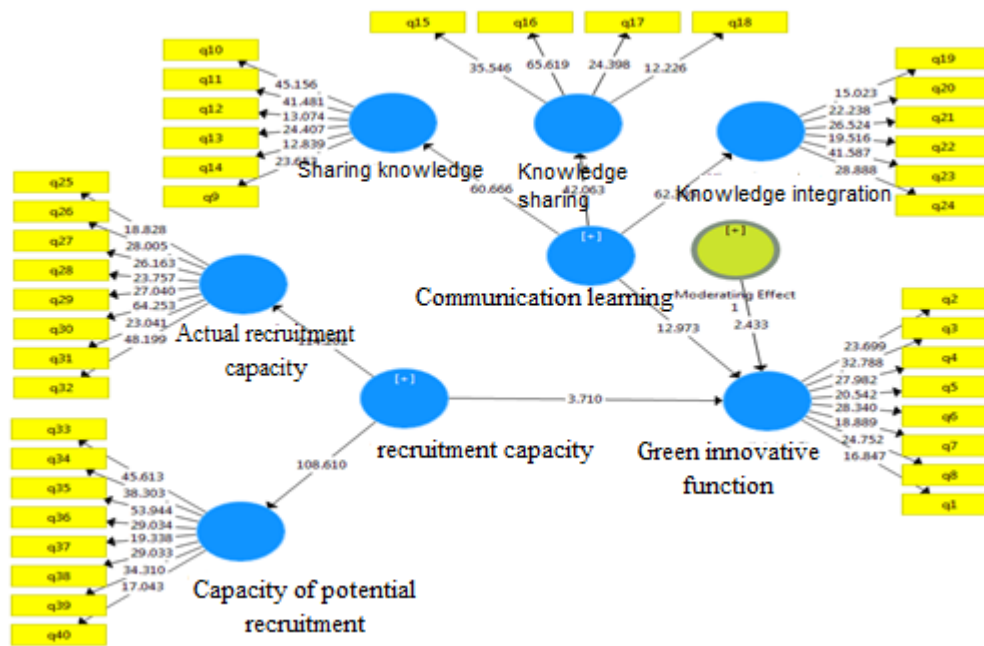 q15
q16
q17
q18
q10
q11
q12
q13
q14
q9
45.156
41.481
13.074
24.407
12.839
35.546
65.619
24.398
12.226
q19
q20
q21
q22
q23
q24
15.023
22.238
26.524
19.516
41.587
28.888
Sharing knowledge
Knowledge
sharing
Knowledge integration
60.666
42.063
[+]
[+]
Communication learning
Moderating Effect
1
12.973
2.433
q25
q26
q27
q28
q29
q30
q31
q32
18.828
28.005
26.163
23.757
27.040
64.253
23.041
48.199
Actual recruitment
capacity
[+]
recruitment capacity
3.710
108.610
q2
q3
q4
q5
q6
q7
q8
q1
23.699
32.788
27.982
20.542
28.340
18.889
24.752
16.847
Green innovative
function
q33
q34
q35
q36
q37
q38
q39
q40
45.613
38.303
53.944
29.034
19.338
29.033
34.310
17.043
Capacity of potential
recruitment